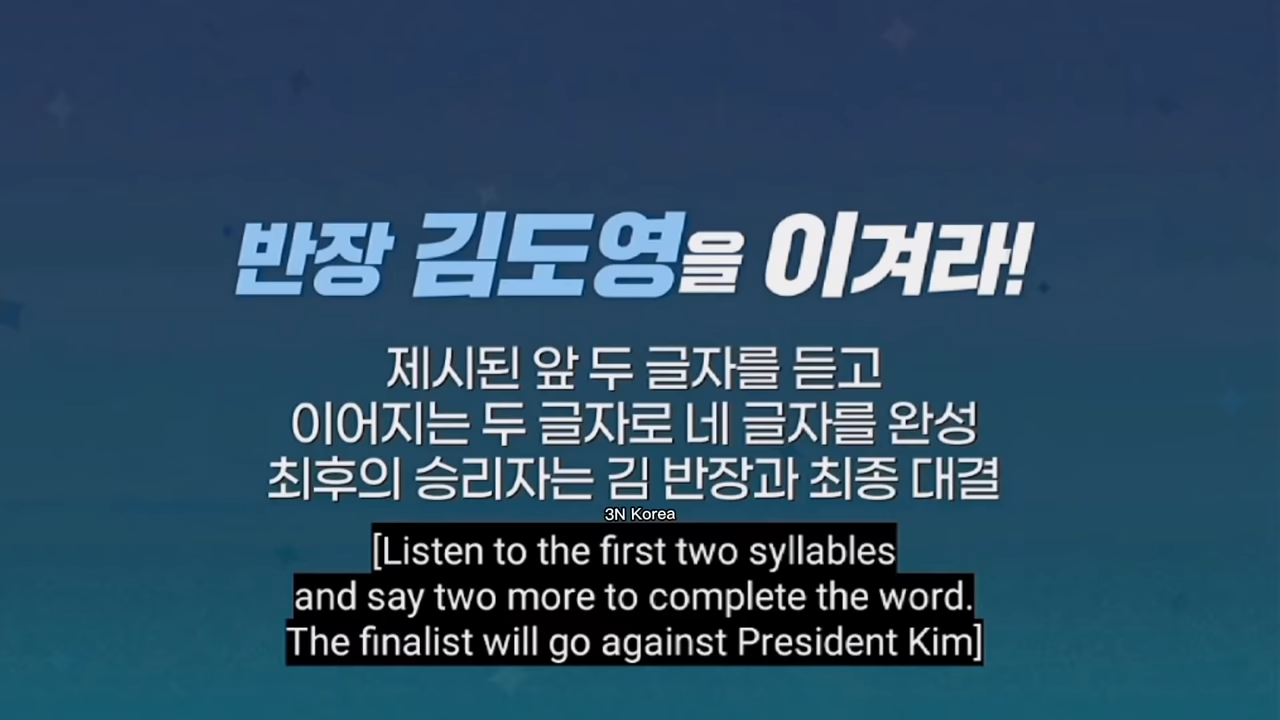 반장 김도영을 이겨라!
제시된 앞 두 글자를 듣고
이어지는 두 글자로 네 글자를 완성
최후의 승리자는 김 반장과 최종 대결
3N Korea
[Listen to the first two syllables
and say two more to complete the word.
The finalist will go against President Kim]